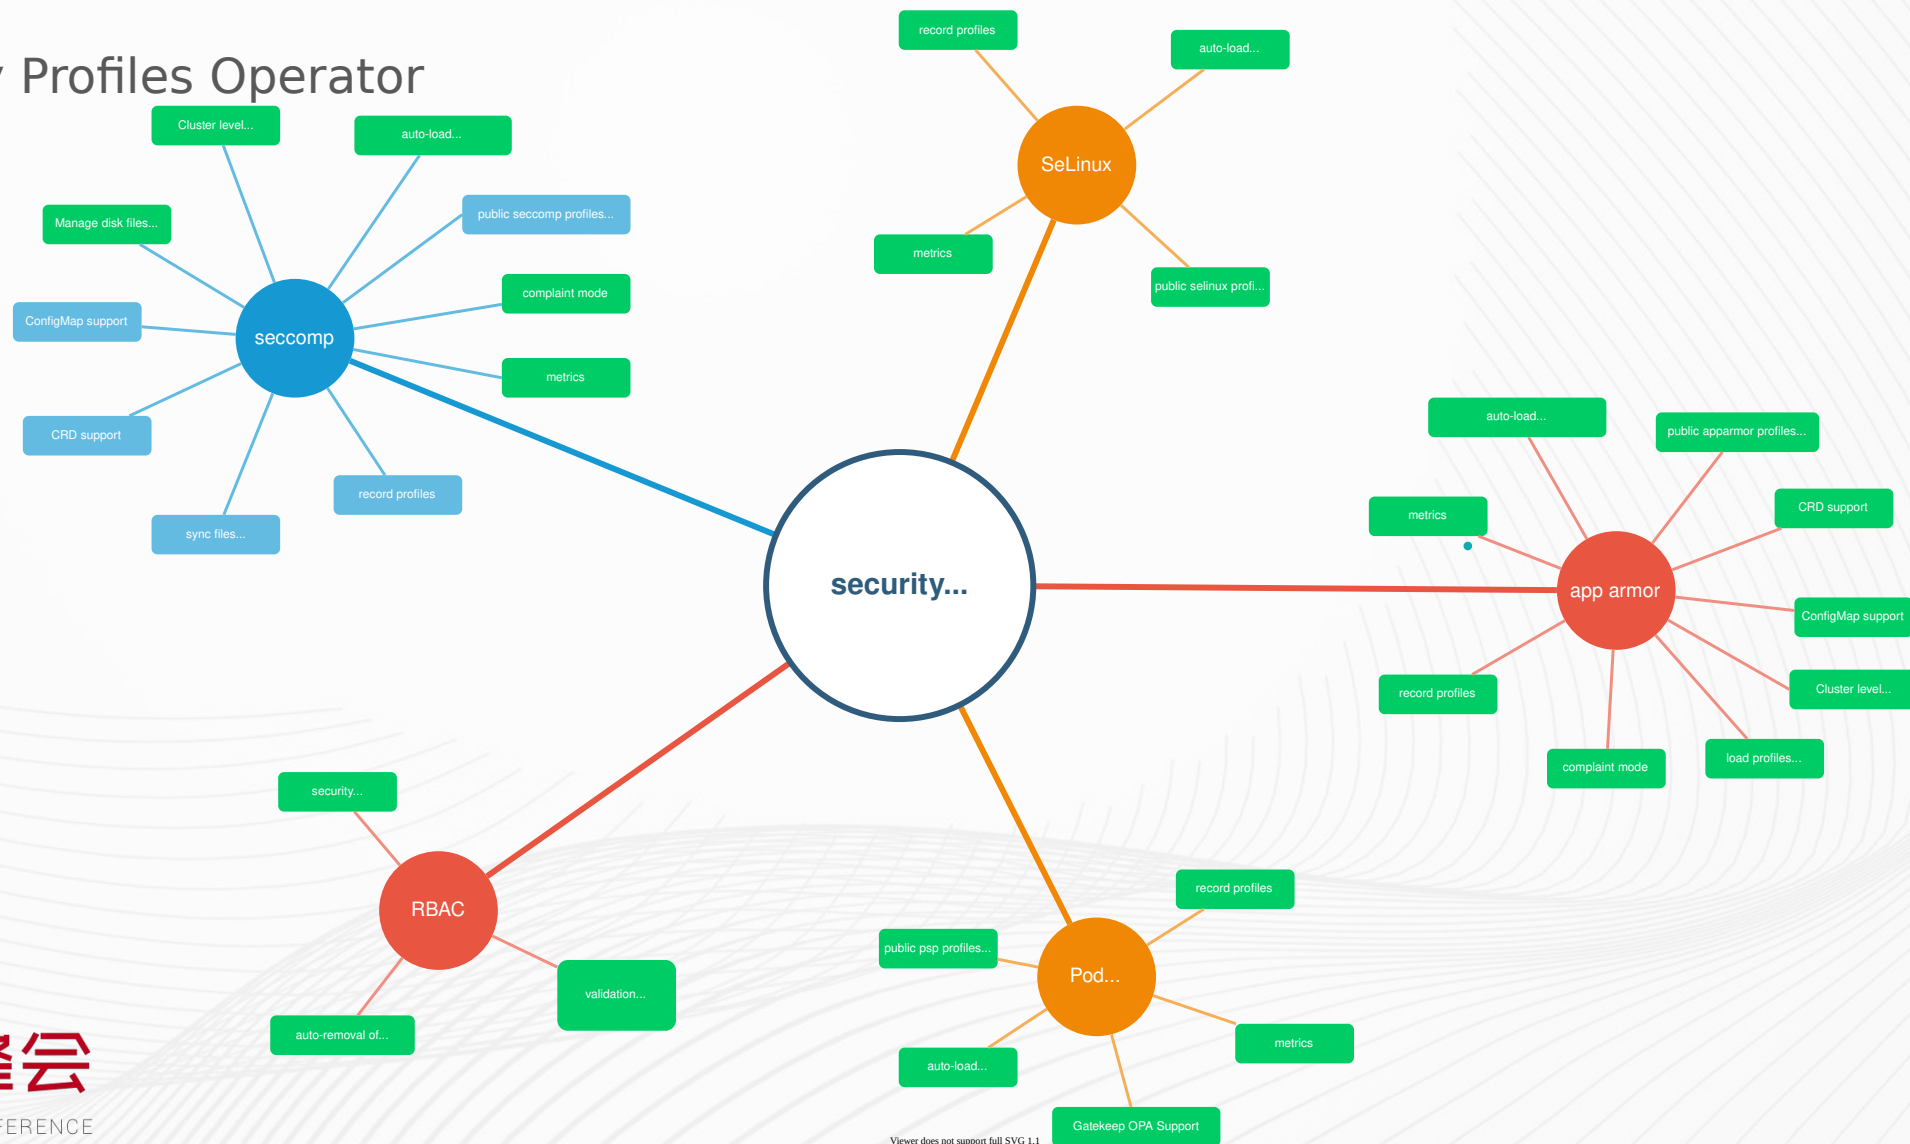 Profiles Operator
record profiles
auto-load...
SeLinux
metrics
public selinux profi...
Cluster level...
auto-load...
Manage disk files...
public seccomp profiles...
ConfigMap support
seccomp
complaint mode
metrics
CRD support
record profiles
sync files...
security...
auto-load...
public apparmor profiles...
metrics
CRD support
app armor
ConfigMap support
record profiles
Cluster level...
complaint mode
load profiles...
security...
RBAC
validation...
auto-removal of...
record profiles
public psp profiles...
Pod...
metrics
auto-load...
Gatekeep OPA Support
会
FERENCE
Viewer does not support full SVG 1.1